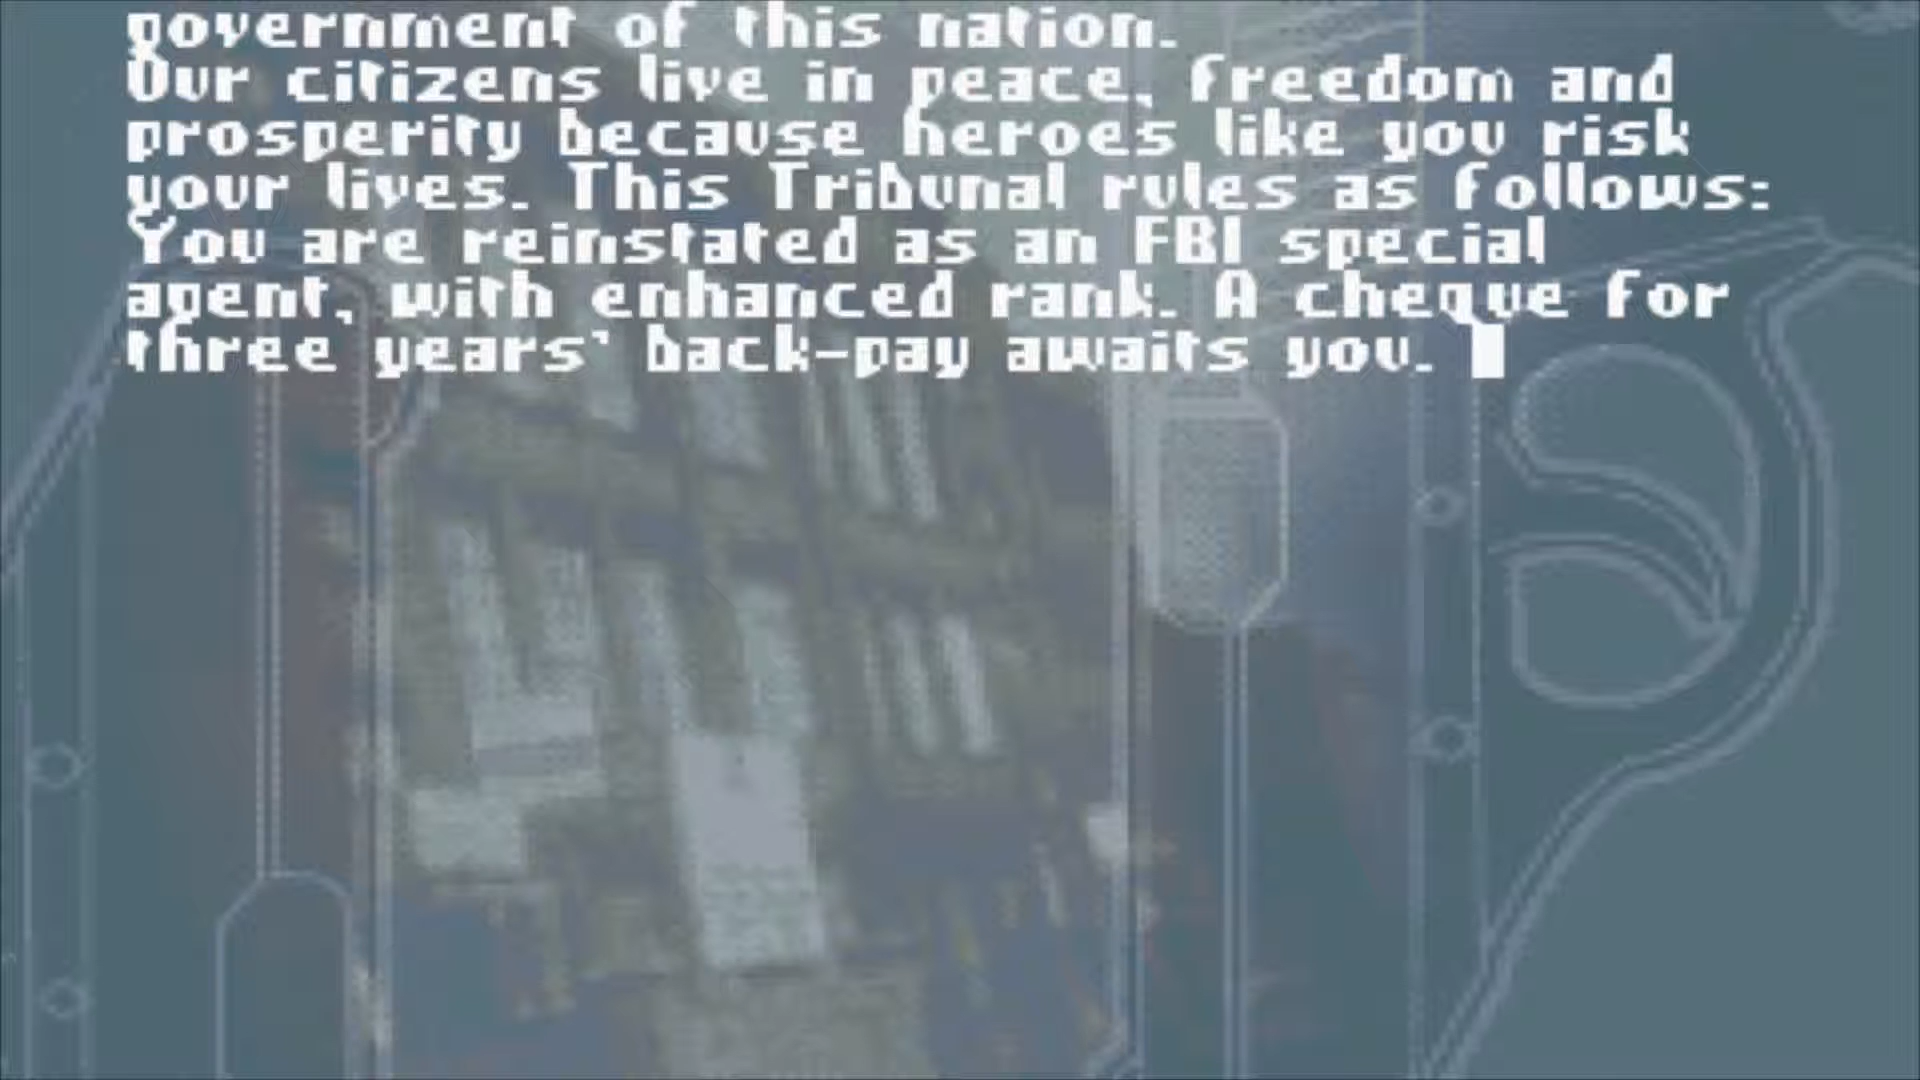 government of this nation.
Our citizens live in peace, freedom and
prosperity because heroes like you risk
your lives. This Tribunal rules as follows:
You are reinstated as an FBI special
agent, with enhanced rank. A cheque for
three years' back-pay awaits you.